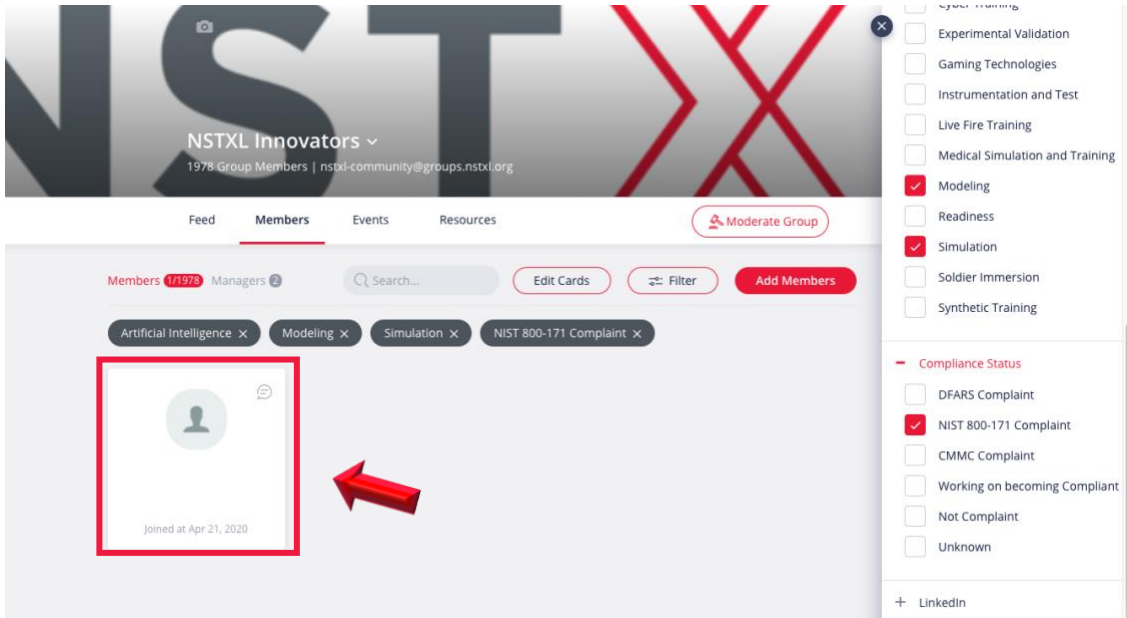 NSTX
NSTXL Innovators
1978 Group Members | nstxl-community@groups.nstxl.org
Feed
Members
Events
Resources
Moderate Group
Members 1/1978 Managers 2
Search...
Edit Cards
Filter
Add Members
Artificial Intelligence ×
Modeling ×
Simulation ×
NIST 800-171 Complaint ×
Joined at Apr 21, 2020
Cyber Training
Experimental Validation
Gaming Technologies
Instrumentation and Test
Live Fire Training
Medical Simulation and Training
Modeling
Readiness
Simulation
Soldier Immersion
Synthetic Training
Compliance Status
DFARS Complaint
NIST 800-171 Complaint
CMMC Complaint
Working on becoming Compliant
Not Complaint
Unknown
+ LinkedIn